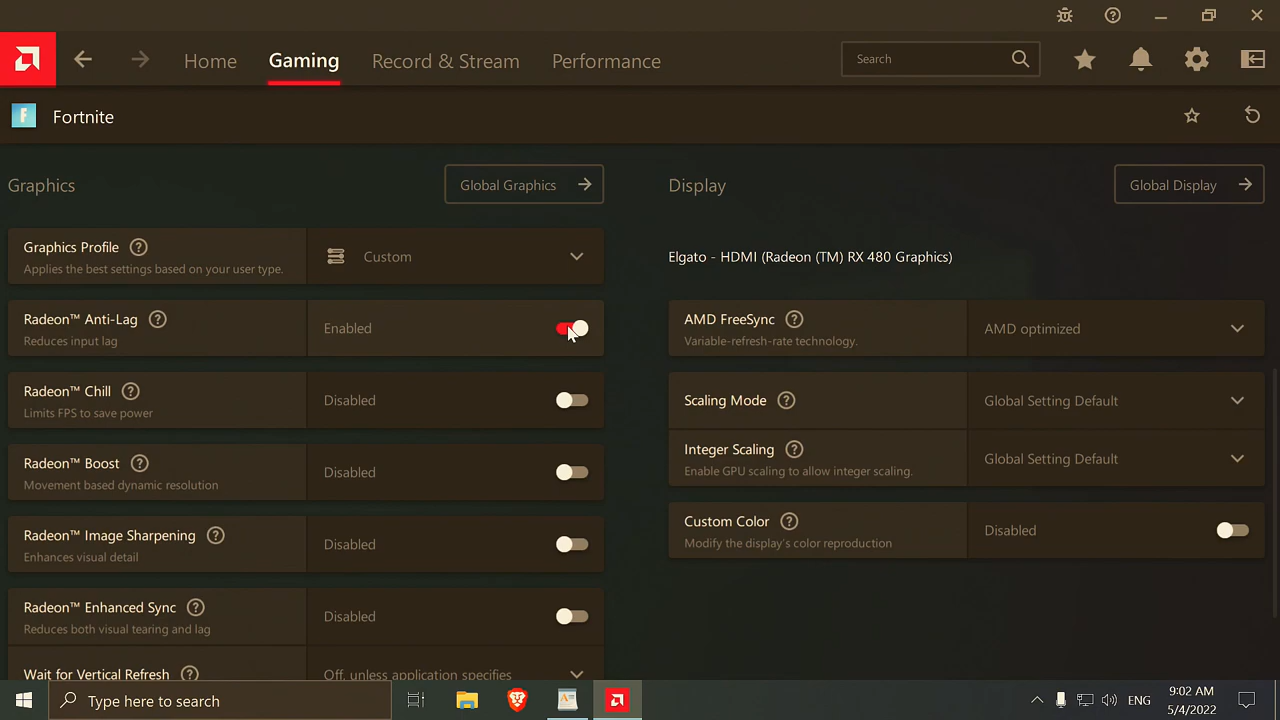 Home
Gaming
Record & Stream
Performance
Search
F
Fortnite
Graphics
Global Graphics
Graphics Profile
Applies the best settings based on your user type.
Custom
Radeon™ Anti-Lag
Reduces input lag
Enabled
Radeon™ Chill
Limits FPS to save power
Disabled
Radeon™ Boost
Movement based dynamic resolution
Disabled
Radeon™ Image Sharpening
Enhances visual detail
Disabled
Radeon™ Enhanced Sync
Reduces both visual tearing and lag
Disabled
Wait for Vertical Refresh
Off, unless application specifies
Display
Global Display
Elgato - HDMI (Radeon (TM) RX 480 Graphics)
AMD FreeSync
Variable-refresh-rate technology.
AMD optimized
Scaling Mode
Global Setting Default
Integer Scaling
Enable GPU scaling to allow integer scaling.
Global Setting Default
Custom Color
Modify the display's color reproduction
Disabled
Type here to search
ENG
9:02 AM
5/4/2022